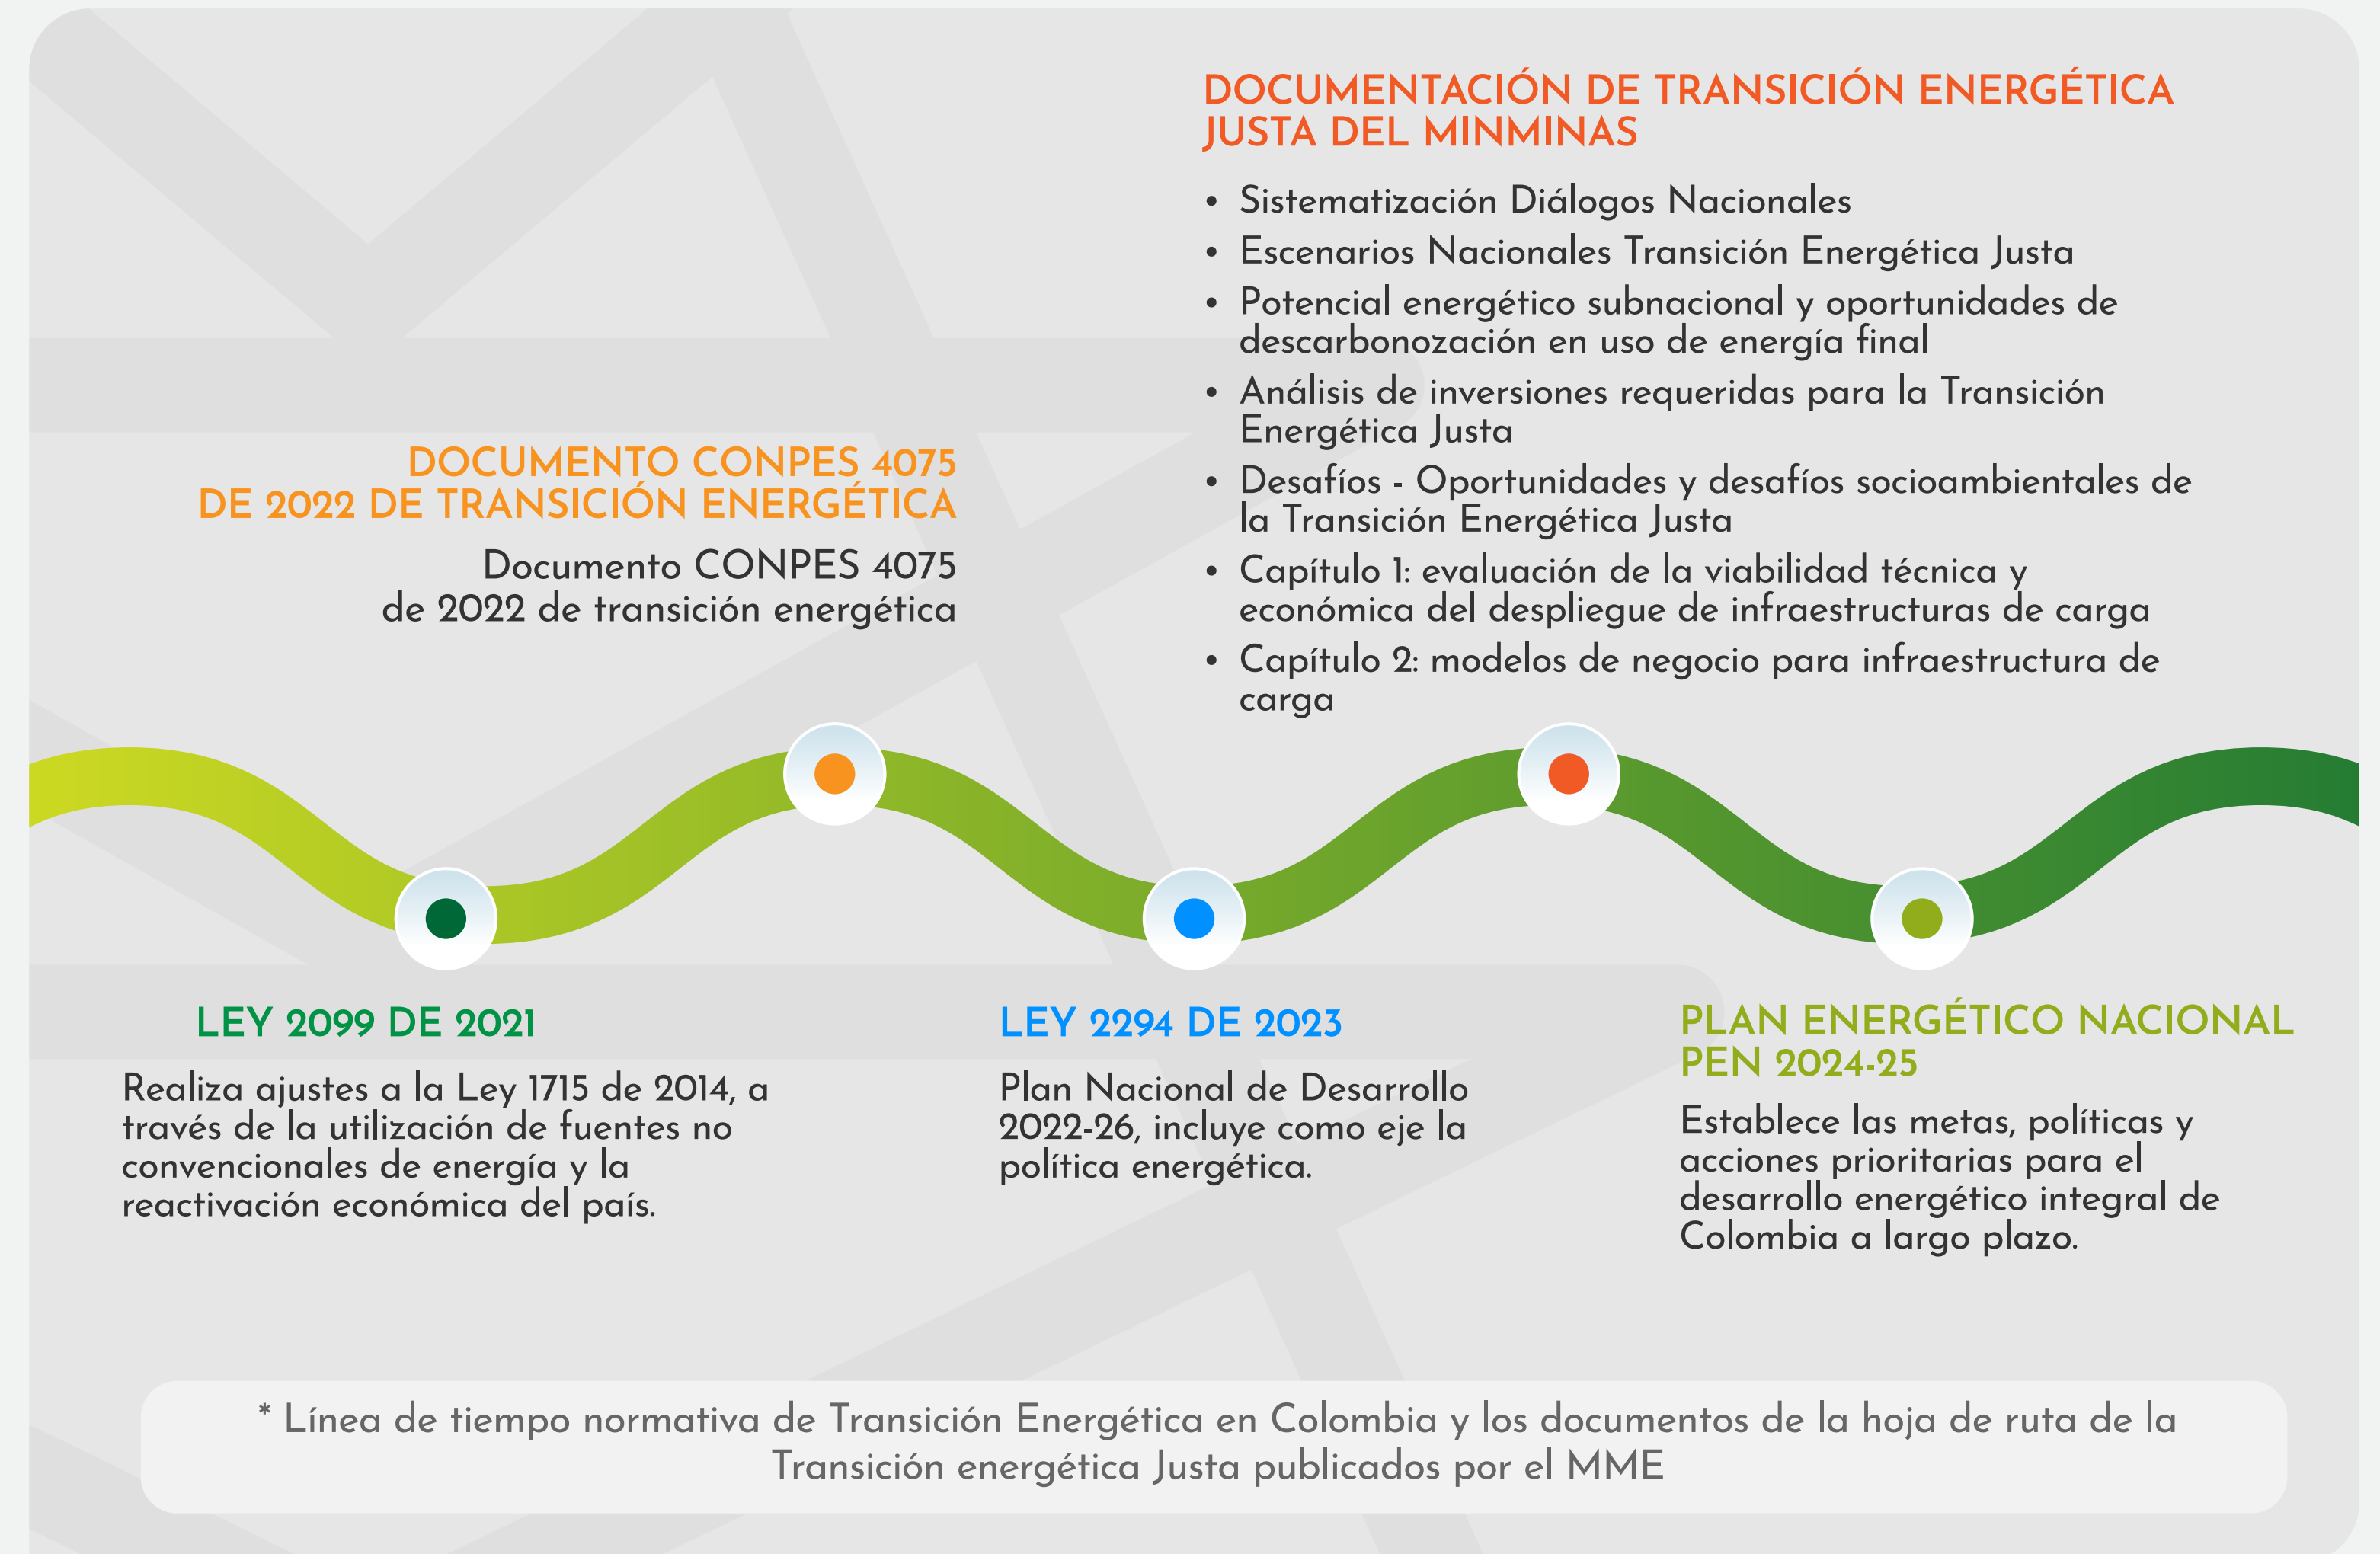 DOCUMENTACIÓN DE TRANSICIÓN ENERGÉTICA
JUSTA DEL MINMINAS
• Sistematización Diálogos Nacionales
• Escenarios Nacionales Transición Energética Justa
• Potencial energético subnacional y oportunidades de
descarbonozación en uso de energía final
• Análisis de inversiones requeridas para la Transición
Energética Justa
• Desafíos - Oportunidades y desafíos socioambientales de
la Transición Energética Justa
• Capítulo 1: evaluación de la viabilidad técnica y
económica del despliegue de infraestructuras de carga
• Capítulo 2: modelos de negocio para infraestructura de
carga
DOCUMENTO CONPES 4075
DE 2022 DE TRANSICIÓN ENERGÉTICA
Documento CONPES 4075
de 2022 de transición energética
LEY 2099 DE 2021
Realiza ajustes a la Ley 1715 de 2014, a
través de la utilización de fuentes no
convencionales de energía y la
reactivación económica del país.
LEY 2294 DE 2023
Plan Nacional de Desarrollo
2022-26, incluye como eje la
política energética.
PLAN ENERGÉTICO NACIONAL
PEN 2024-25
Establece las metas, políticas y
acciones prioritarias para el
desarrollo energético integral de
Colombia a largo plazo.
* Línea de tiempo normativa de Transición Energética en Colombia y los documentos de la hoja de ruta de la
Transición energética Justa publicados por el MME